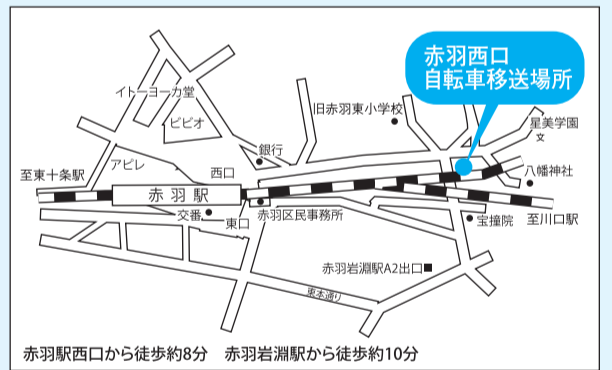 赤羽西口
自転車移送場所
イトーヨーカ堂
旧赤羽東小学校
星美学園
文
ビビオ
銀行
アピレ
西口
八幡神社
至東十条駅
赤羽駅
交番
東口
赤羽区民事務所
宝撞院
至川口駅
赤羽岩淵駅A2出口
東本通り
赤羽駅西口から徒歩約8分 赤羽岩淵駅から徒歩約10分